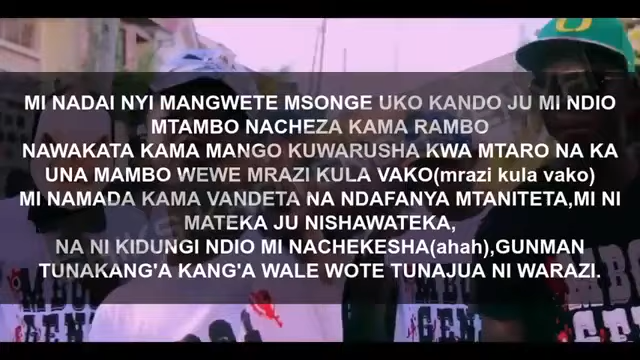 MI NADAI NYI MANGWETE MSONGE UKO KANDO JU MI NDIO
MTAMBO NACHEZA KAMA RAMBO
NAWAKATA KAMA MANGO KUWARUSHA KWA MTARO NA KA
UNA MAMBO WEWE MRAZI KULA VAKO(mrazi kula vako)
MI NAMADA KAMA VANDETA NA NDAFANYA MTANITETA,MI NI
MATEKA JU NISHAWATEKA,
NA NI KIDUNGI NDIO MI NACHEKESHA(ahah),GUNMAN
TUNAKANG'A KANG'A WALE WOTE TUNAJUA NI WARAZI.